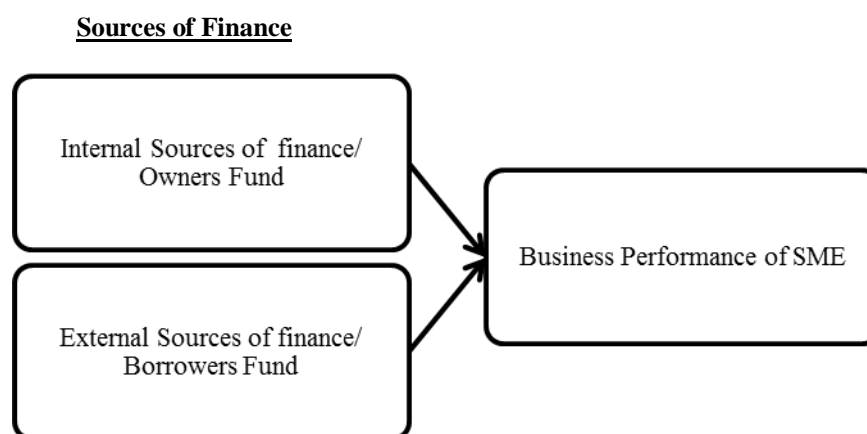 Sources of Finance
Internal Sources of finance/
Owners Fund
External Sources of finance/
Borrowers Fund
Business Performance of SME